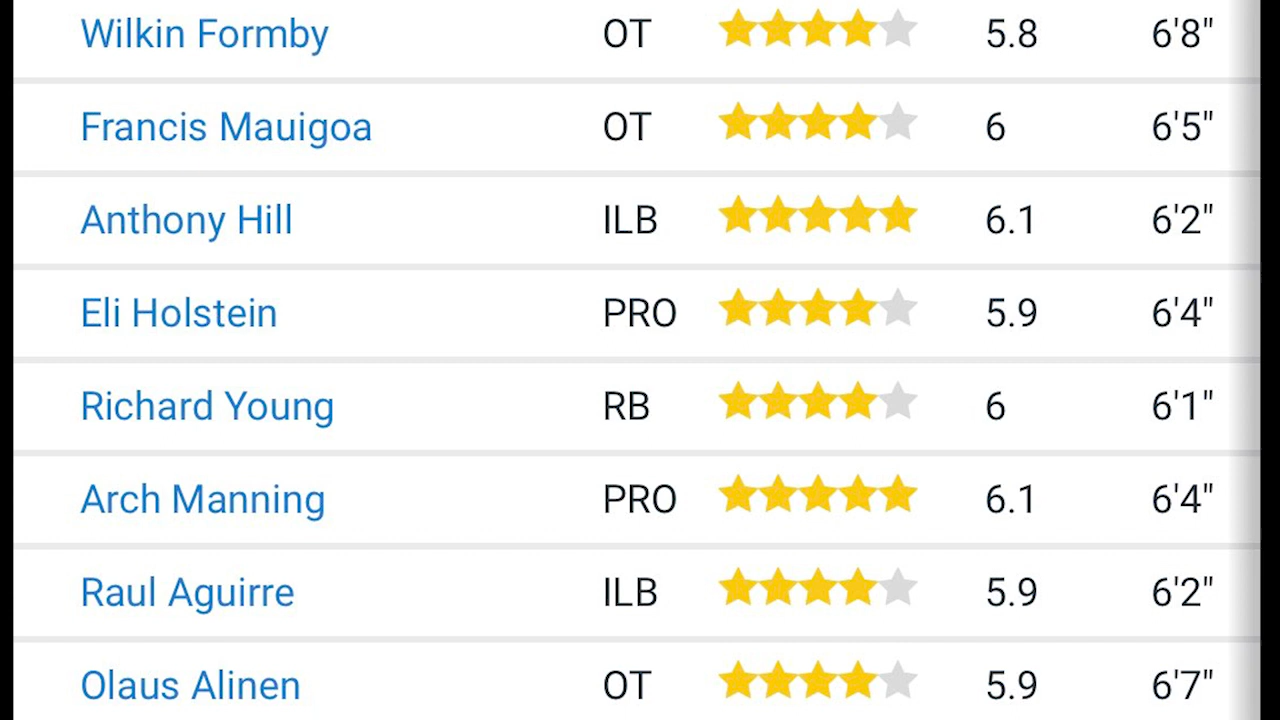 Wilkin Formby OT 5.8 6'8"
Francis Mauigoa OT 6 6'5"
Anthony Hill ILB 6.1 6'2"
Eli Holstein PRO 5.9 6'4"
Richard Young RB 6 6'1"
Arch Manning PRO 6.1 6'4"
Raul Aguirre ILB 5.9 6'2"
Olaus Alinen OT 5.9 6'7"